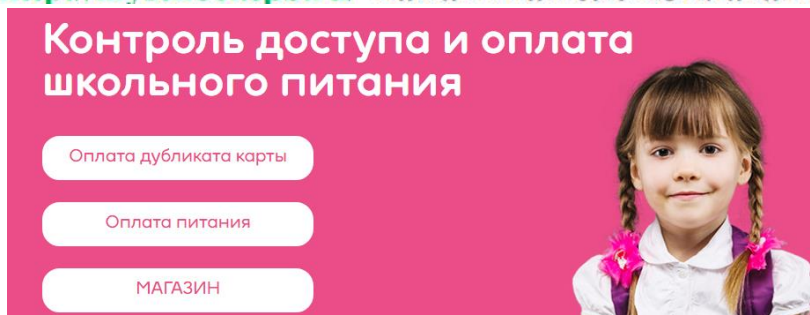 Контроль доступа и оплата
школьного питания
Оплата дубликата карты
Оплата питания
МАГАЗИН